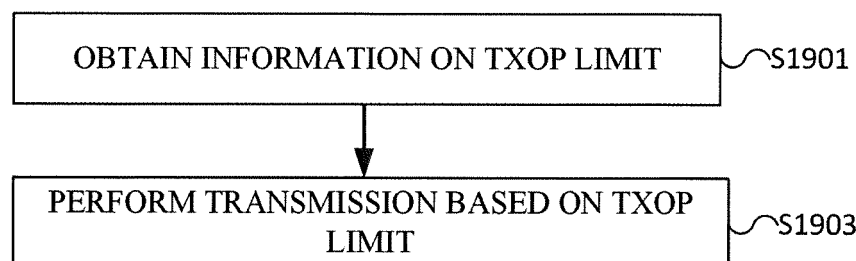 OBTAIN INFORMATION ON TXOP LIMIT
S1901
PERFORM TRANSMISSION BASED ON TXOP
LIMIT
S1903